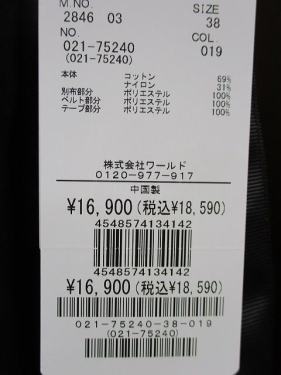 M.NO. SIZE
2846 03 38
NO. COL.
021-75240 019
(021-75240)
本体 コットン 69%
ナイロン 31%
別布部分 ポリエステル 100%
ベルト部分 ポリエステル 100%
テープ部分 ポリエステル 100%
株式会社ワールド
0120-977-917
中国製
¥16,900(税込¥18,590)
4548574134142
4548574134142
¥16,900(税込¥18,590)
021-75240-38-019
(021-75240)